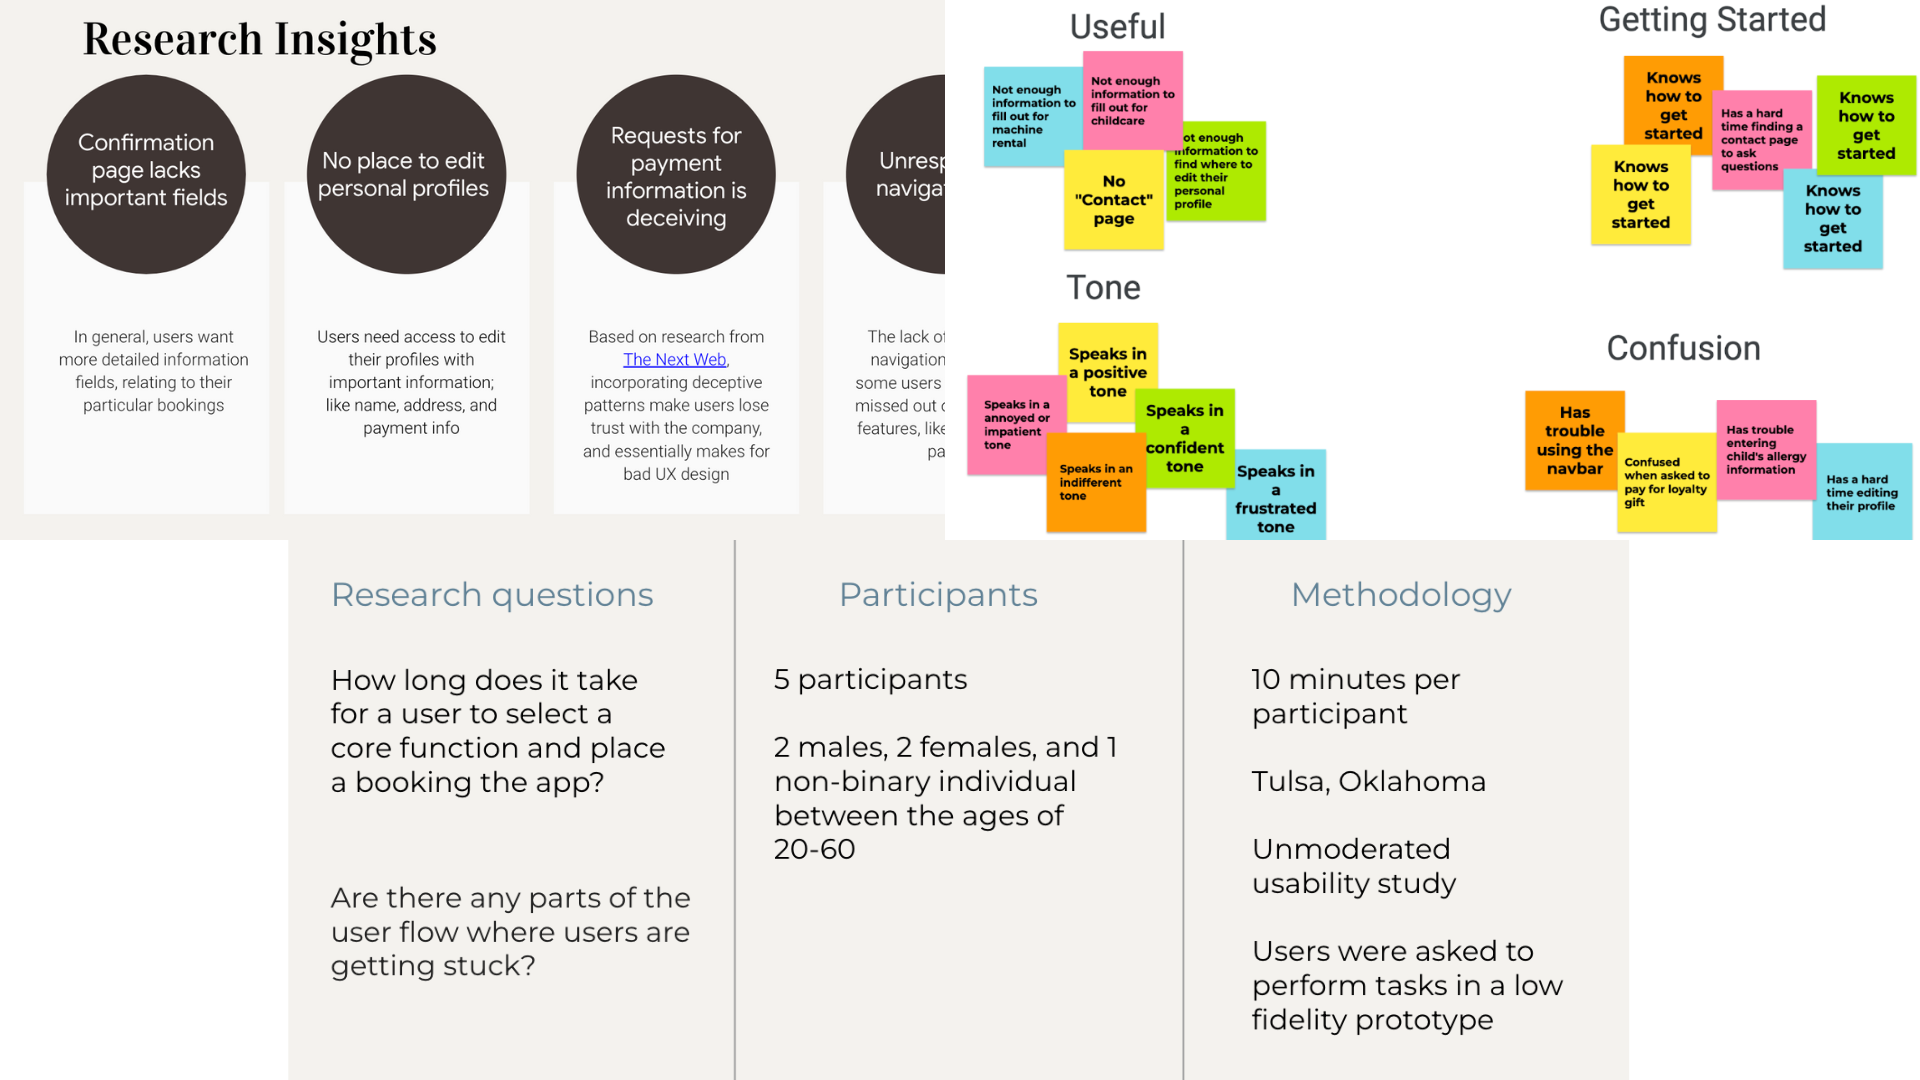 Research Insights
Confirmation
page lacks
important fields
In general, users want
more detailed information
fields, relating to their
particular bookings
No place to edit
personal profiles
Users need access to edit
their profiles with
important information;
like name, address, and
payment info
Requests for
payment
information is
deceiving
Based on research from
The Next Web,
incorporating deceptive
patterns make users lose
trust with the company,
and essentially makes for
bad UX design
The lack of
navigation
some users
missed out
features, like
Useful
Not enough
information to
fill out for
machine
rental
Not enough
information to
fill out for
childcare
ot enough
information to
find where to
edit their
personal
profile
No
"Contact"
page
Getting Started
Knows
how to
get
started
Has a hard
time finding a
contact page
to ask
questions
Knows
how to
get
started
Knows
how to
get
started
Knows
how to
get
started
Tone
Speaks in
a positive
tone
Speaks in a
annoyed or
impatient
tone
Speaks in
a
confident
tone
Speaks in an
indifferent
tone
Speaks in
a
frustrated
tone
Confusion
Has
trouble
using the
navbar
Confused
when asked to
pay for loyalty
gift
Has trouble
entering
child's allergy
information
Has a hard
time editing
their profile
Research questions
How long does it take
for a user to select a
core function and place
a booking the app?
Are there any parts of the
user flow where users are
getting stuck?
Participants
5 participants
2 males, 2 females, and 1
non-binary individual
between the ages of
20-60
Methodology
10 minutes per
participant
Tulsa, Oklahoma
Unmoderated
usability study
Users were asked to
perform tasks in a low
fidelity prototype